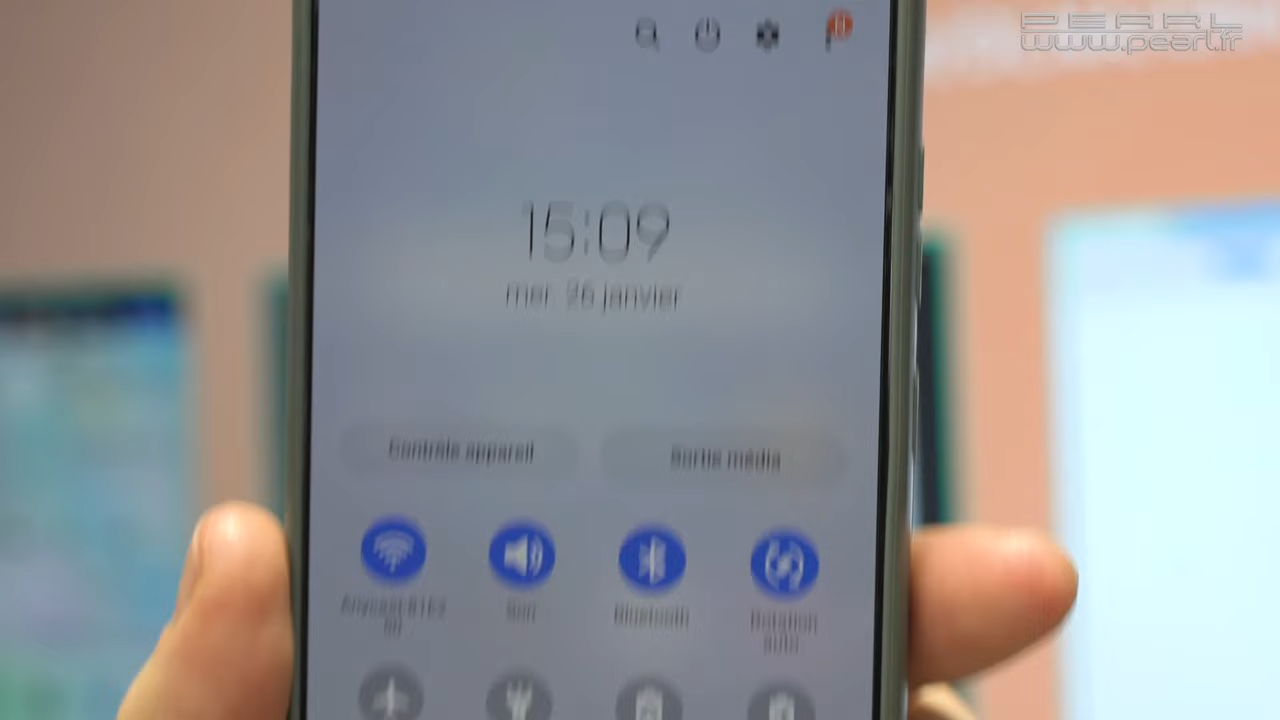 PEARL
www.pearl.fr
15:09
mer. 26 janvier
Contrôle appareil
Sortie média
Son
Bluetooth
Rotation
auto